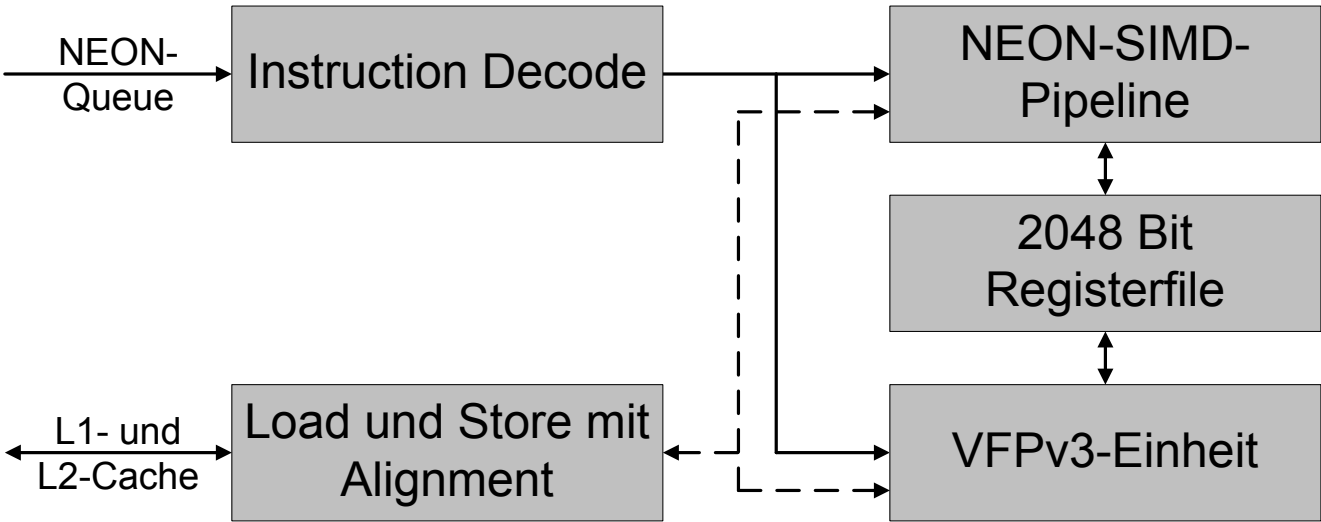 NEON-
Queue
Instruction Decode
NEON-SIMD-
Pipeline
2048 Bit
Registerfile
L1- und
L2-Cache
Load und Store mit
Alignment
VFPv3-Einheit